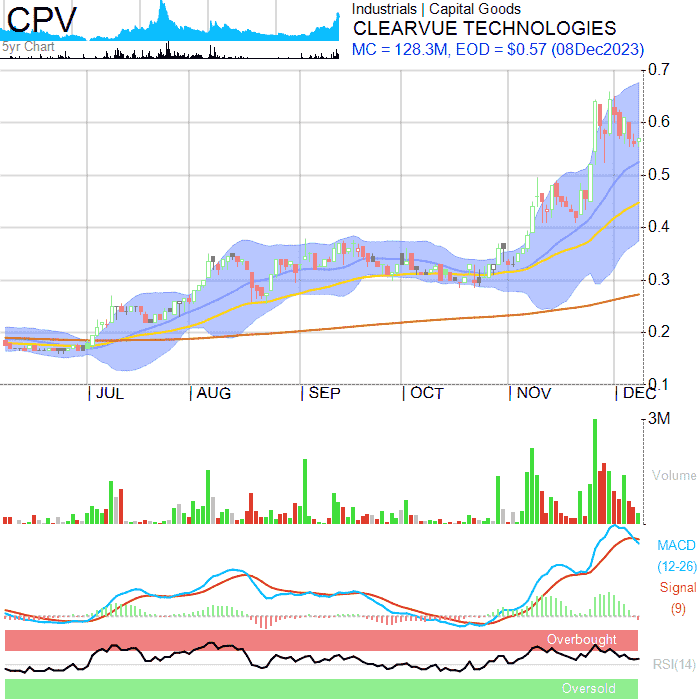 CPV
5yr Chart
Industrials | Capital Goods
CLEARVUE TECHNOLOGIES
MC = 128.3M, EOD = $0.57 (08Dec2023)
0.7
0.6
0.5
0.4
0.3
0.2
0.1
JUL AUG SEP OCT NOV DEC
3M
Volume
MACD
(12-26)
Signal
(9)
Overbought
RSI(14)
Oversold